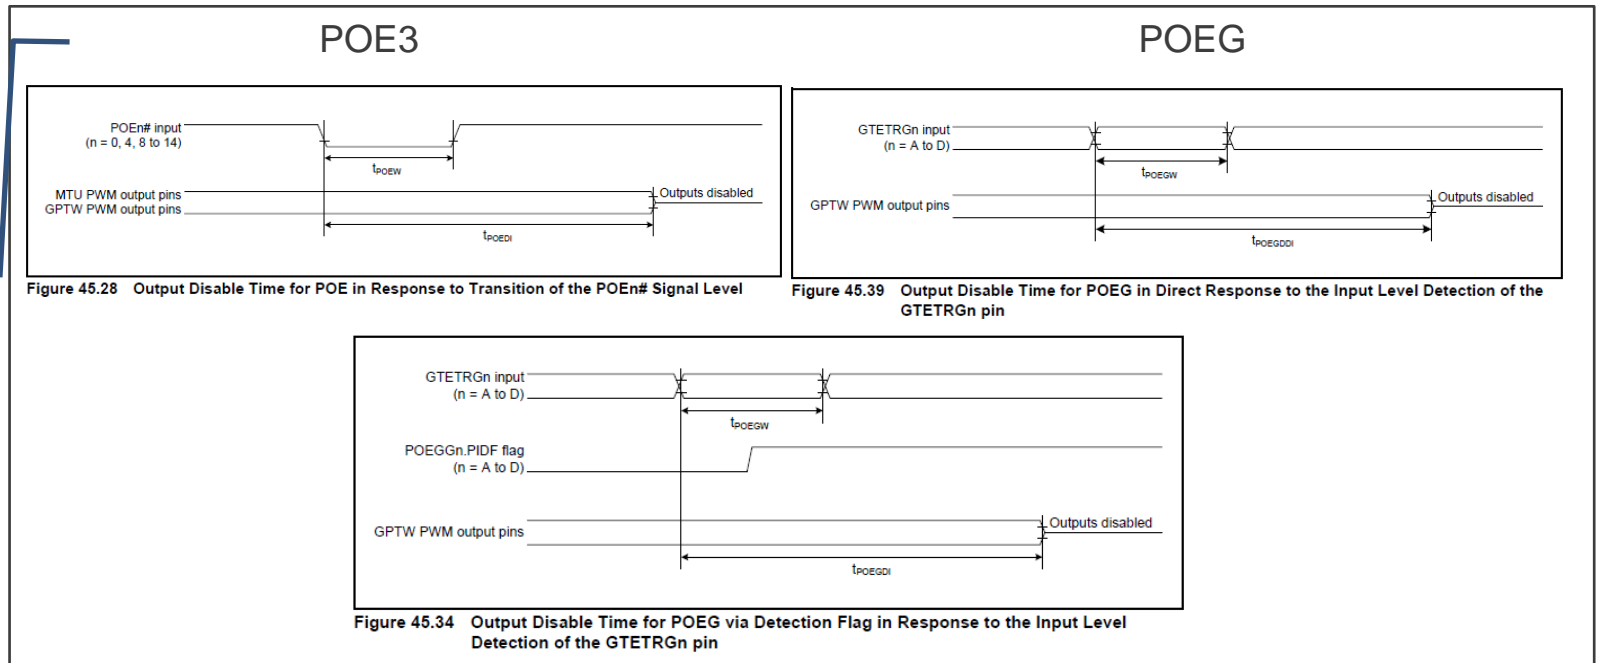 POE3
POEG
POEn# input
(n = 0, 4, 8 to 14)
tPOEW
MTU PWM output pins
GPTW PWM output pins
Outputs disabled
tPOEDI
Figure 45.28 Output Disable Time for POE in Response to Transition of the POEn# Signal Level
GTETRGn input
(n = A to D)
tPOEGW
GPTW PWM output pins
Outputs disabled
tPOEGDDI
Figure 45.39 Output Disable Time for POEG in Direct Response to the Input Level Detection of the
GTETRGn pin
GTETRGn input
(n = A to D)
tPOEGW
POEGGn.PIDF flag
(n = A to D)
GPTW PWM output pins
Outputs disabled
tPOEGDI
Figure 45.34 Output Disable Time for POEG via Detection Flag in Response to the Input Level
Detection of the GTETRGn pin